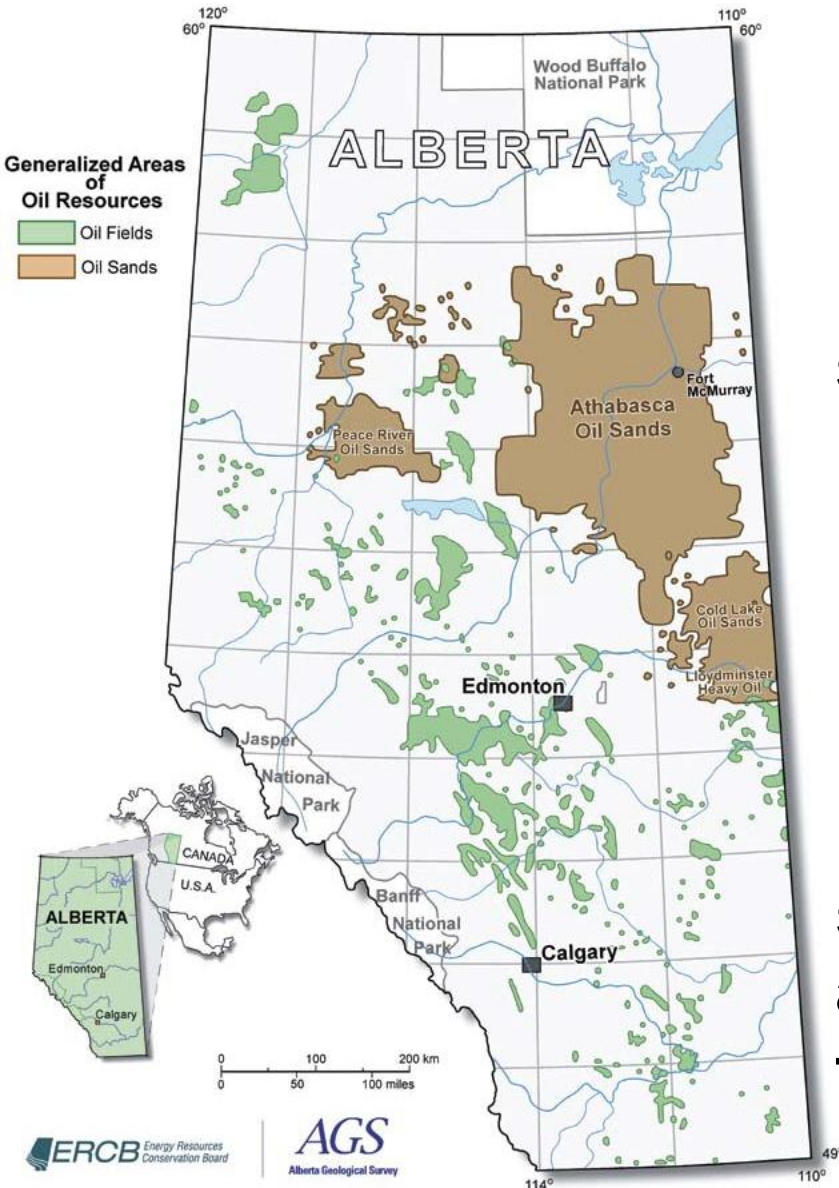 120°
60°
110°
60°
Wood Buffalo
National Park
ALBERTA
Generalized Areas
of
Oil Resources
Oil Fields
Oil Sands
Fort
McMurray
Athabasca
Oil Sands
Peace River
Oil Sands
Cold Lake
Oil Sands
Lloydminster
Heavy Oil
Edmonton
Jasper
National
Park
CANADA
U.S.A.
ALBERTA
Edmonton
Calgary
Banff
National
Park
Calgary
0 100 200 km
0 50 100 miles
ERCB Energy Resources
Conservation Board
AGS
Alberta Geological Survey
114°
49°
110°